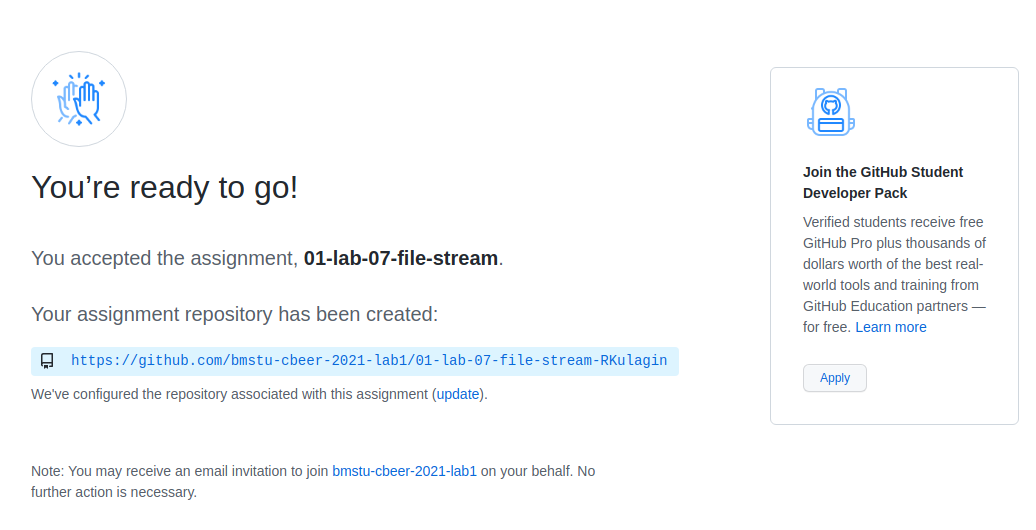 You’re ready to go!
You accepted the assignment, 01-lab-07-file-stream.
Your assignment repository has been created:
https://github.com/bmstu-cbeer-2021-lab1/01-lab-07-file-stream-RKulagin
We've configured the repository associated with this assignment (update).
Note: You may receive an email invitation to join bmstu-cbeer-2021-lab1 on your behalf. No
further action is necessary.
Join the GitHub Student
Developer Pack
Verified students receive free
GitHub Pro plus thousands of
dollars worth of the best real-
world tools and training from
GitHub Education partners —
for free. Learn more
Apply